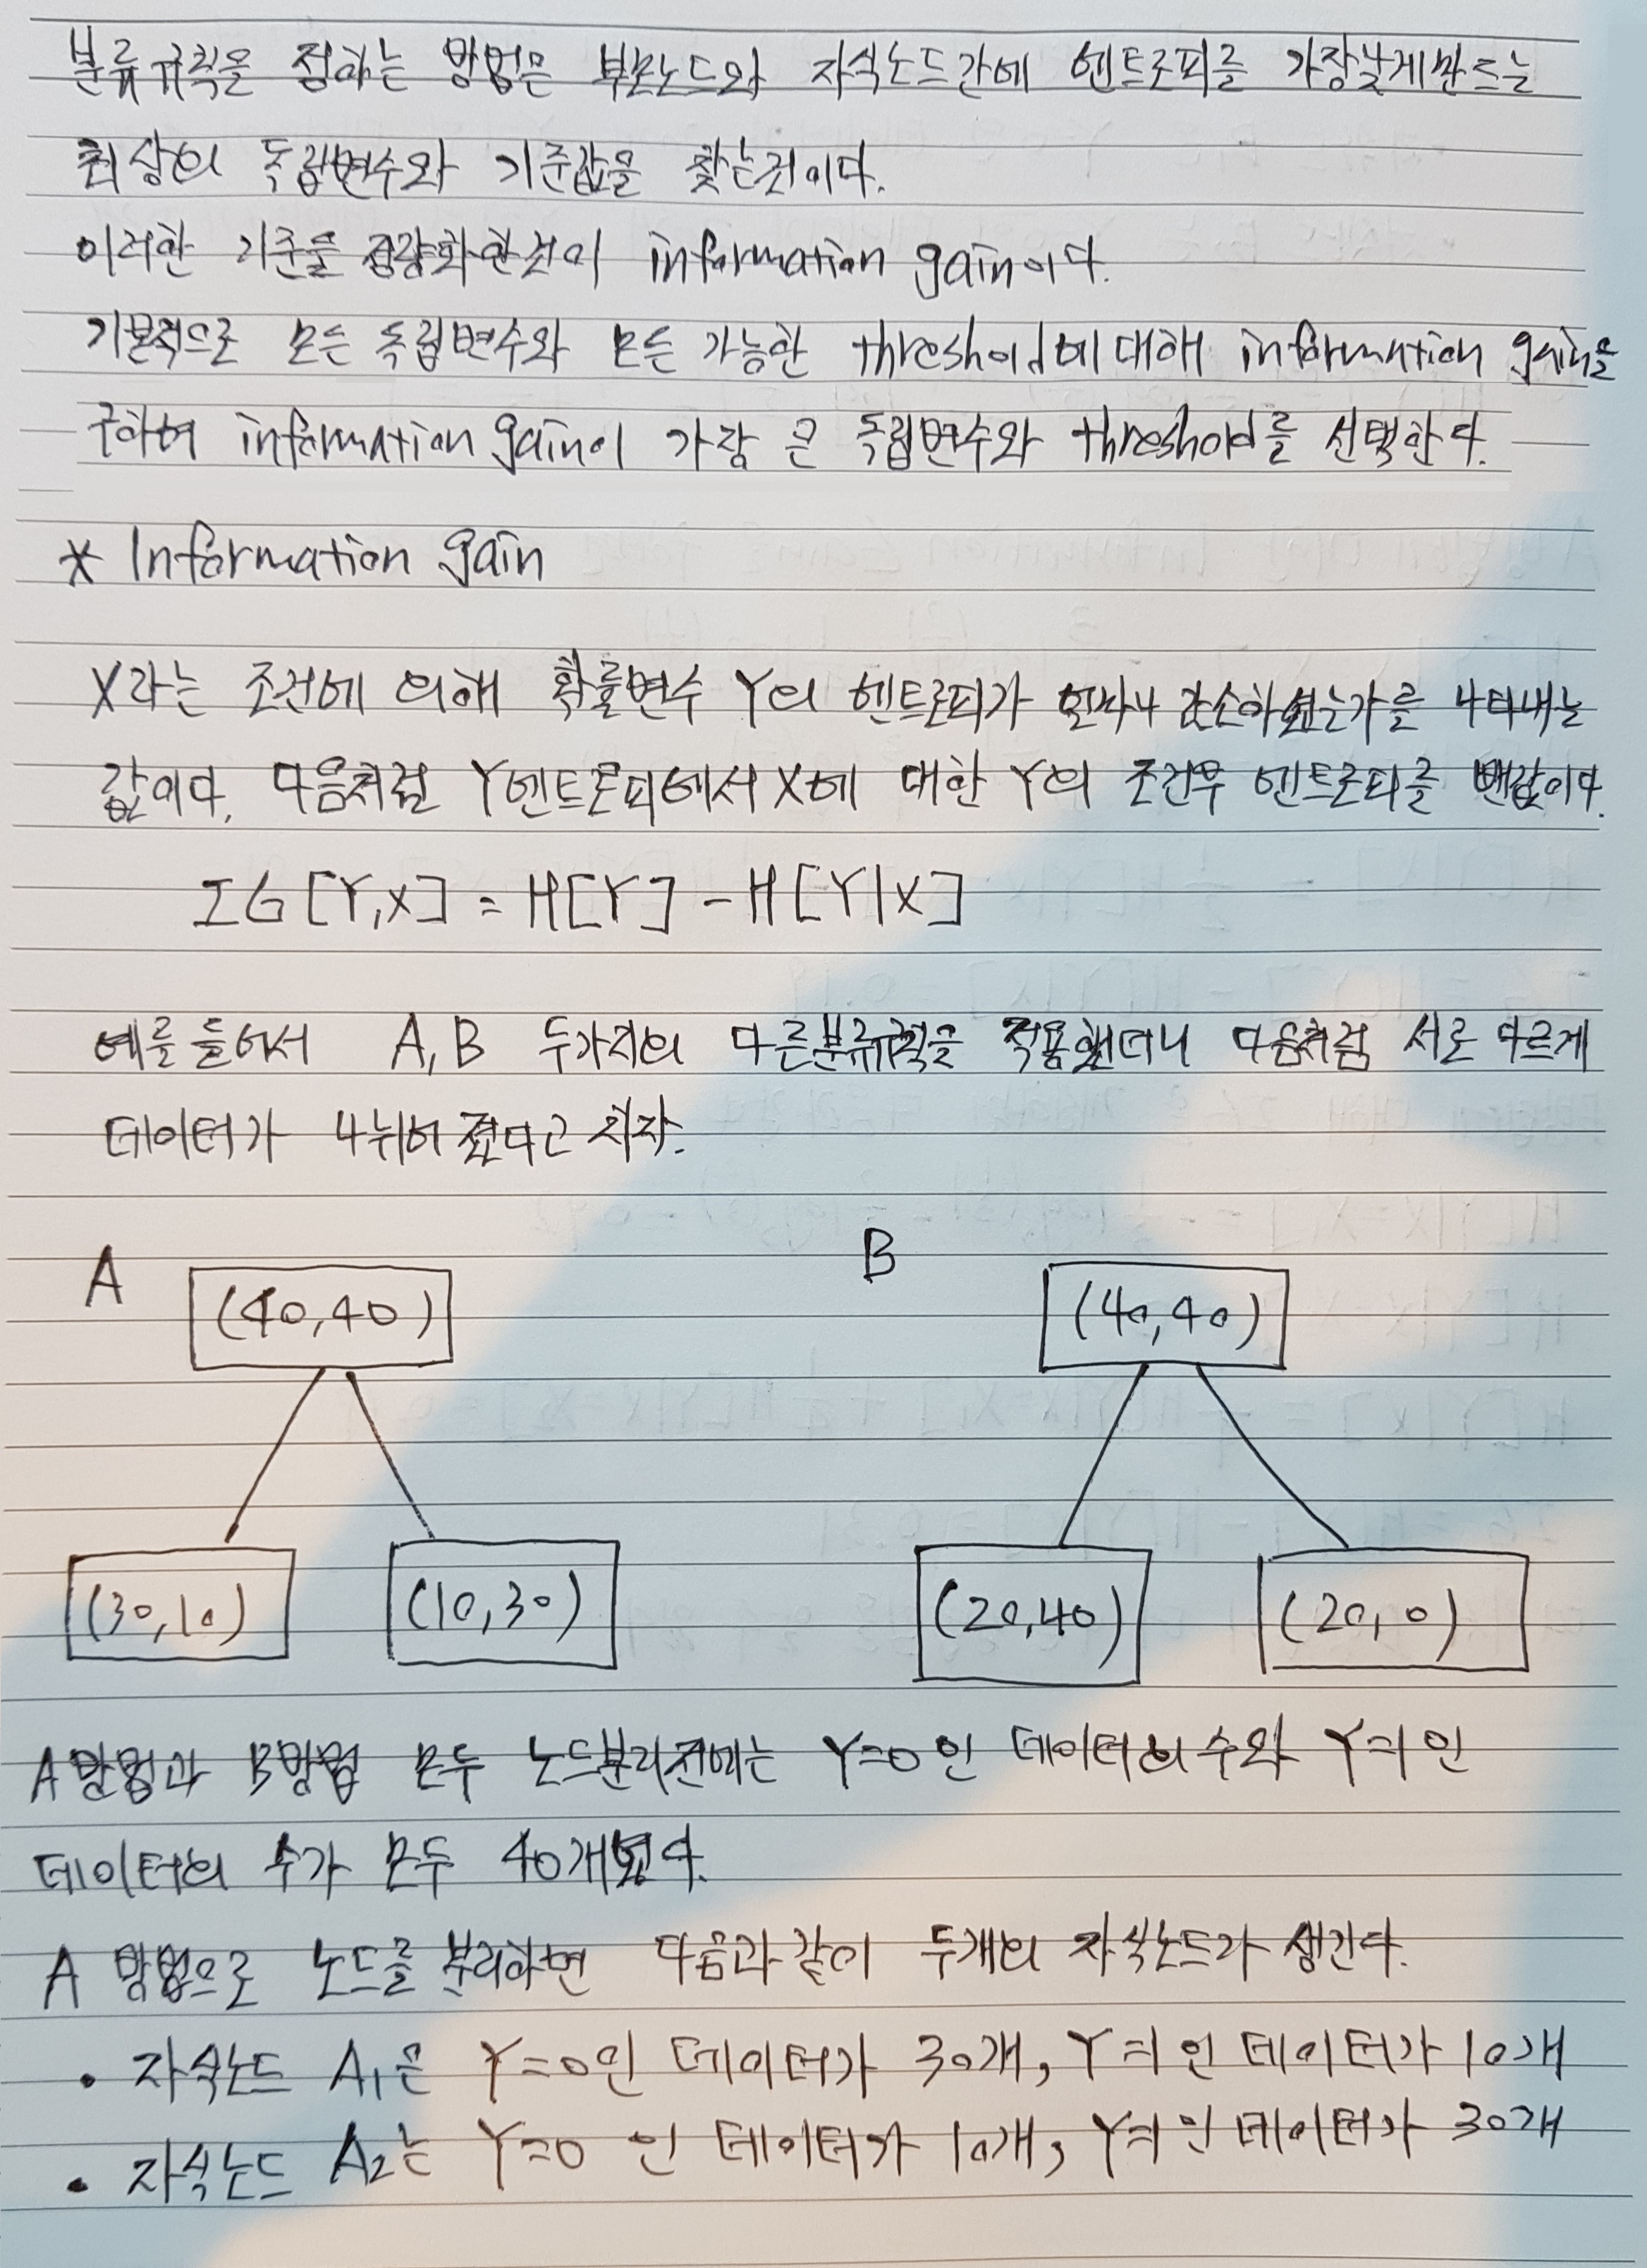 분류규칙을 정하는 방법은 부모노드와 자식노드간에 엔트로피를 가장낮게만드는
최상의 독립변수와 기준값을 찾는것이다.
이러한 기준을 정량화한것이 information gain이다.
기본적으로 모든 독립변수와 모든 가능한 threshold에 대해 information gain을
구하여 information gain이 가장 큰 독립변수와 threshold를 선택한다.
* Information gain
X라는 조건에 의해 확률변수 Y의 엔트로피가 얼마나 감소하였는가를 나타내는
값이다. 다음처럼 Y엔트로피에서 X에 대한 Y의 조건부 엔트로피를 뺀값이다.
IG[Y,X] = H[Y] - H[Y|X]
예를 들어서 A, B 두가지의 다른분류규칙을 적용했더니 다음처럼 서로 다르게
데이터가 나뉘어 졌다고 치자.
A B
(40,40) (40,40)
(30,10) (10,30) (20,40) (20,0)
A방법과 B방법 모두 노드분리전에는 Y=0인 데이터의 수와 Y=1인
데이터의 수가 모두 40개였다.
A 방법으로 노드를 분리하면 다음과 같이 두개의 자식노드가 생긴다.
• 자식노드 A1은 Y=0인 데이터가 30개, Y=1인 데이터가 10개
• 자식노드 A2는 Y=0 인 데이터가 10개, Y=1인 데이터가 30개